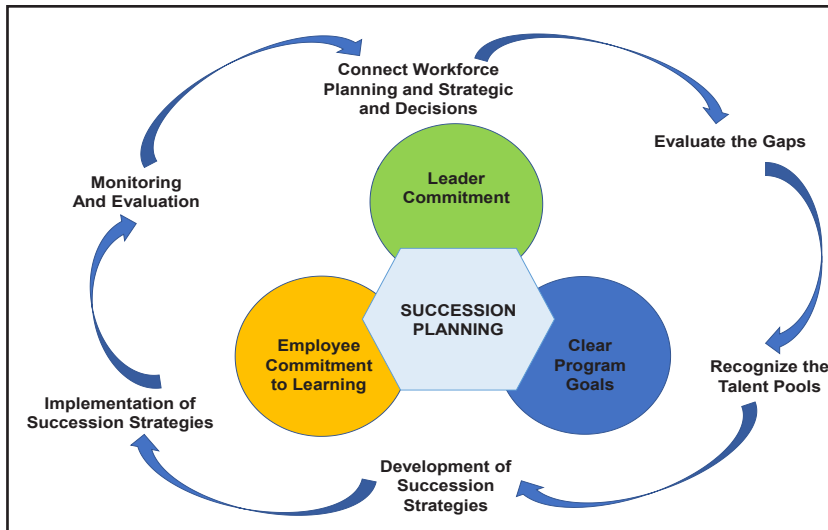 Connect Workforce
Planning and Strategic
and Decisions
Evaluate the Gaps
Monitoring
And Evaluation
Leader
Commitment
SUCCESSION
PLANNING
Employee
Commitment
to Learning
Clear
Program
Goals
Recognize the
Talent Pools
Implementation of
Succession Strategies
Development of
Succession
Strategies